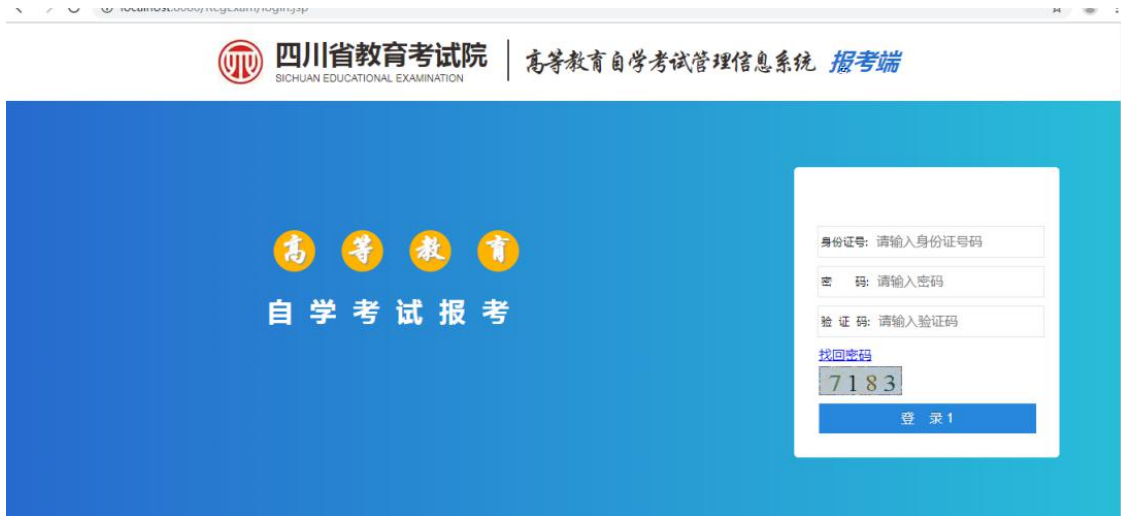 四川省教育考试院
SICHUAN EDUCATIONAL EXAMINATION
高等教育自学考试管理信息系统 报考端
高等教育
自学考试报考
身份证号: 请输入身份证号码
密 码: 请输入密码
验 证 码: 请输入验证码
找回密码
7183
登 录1